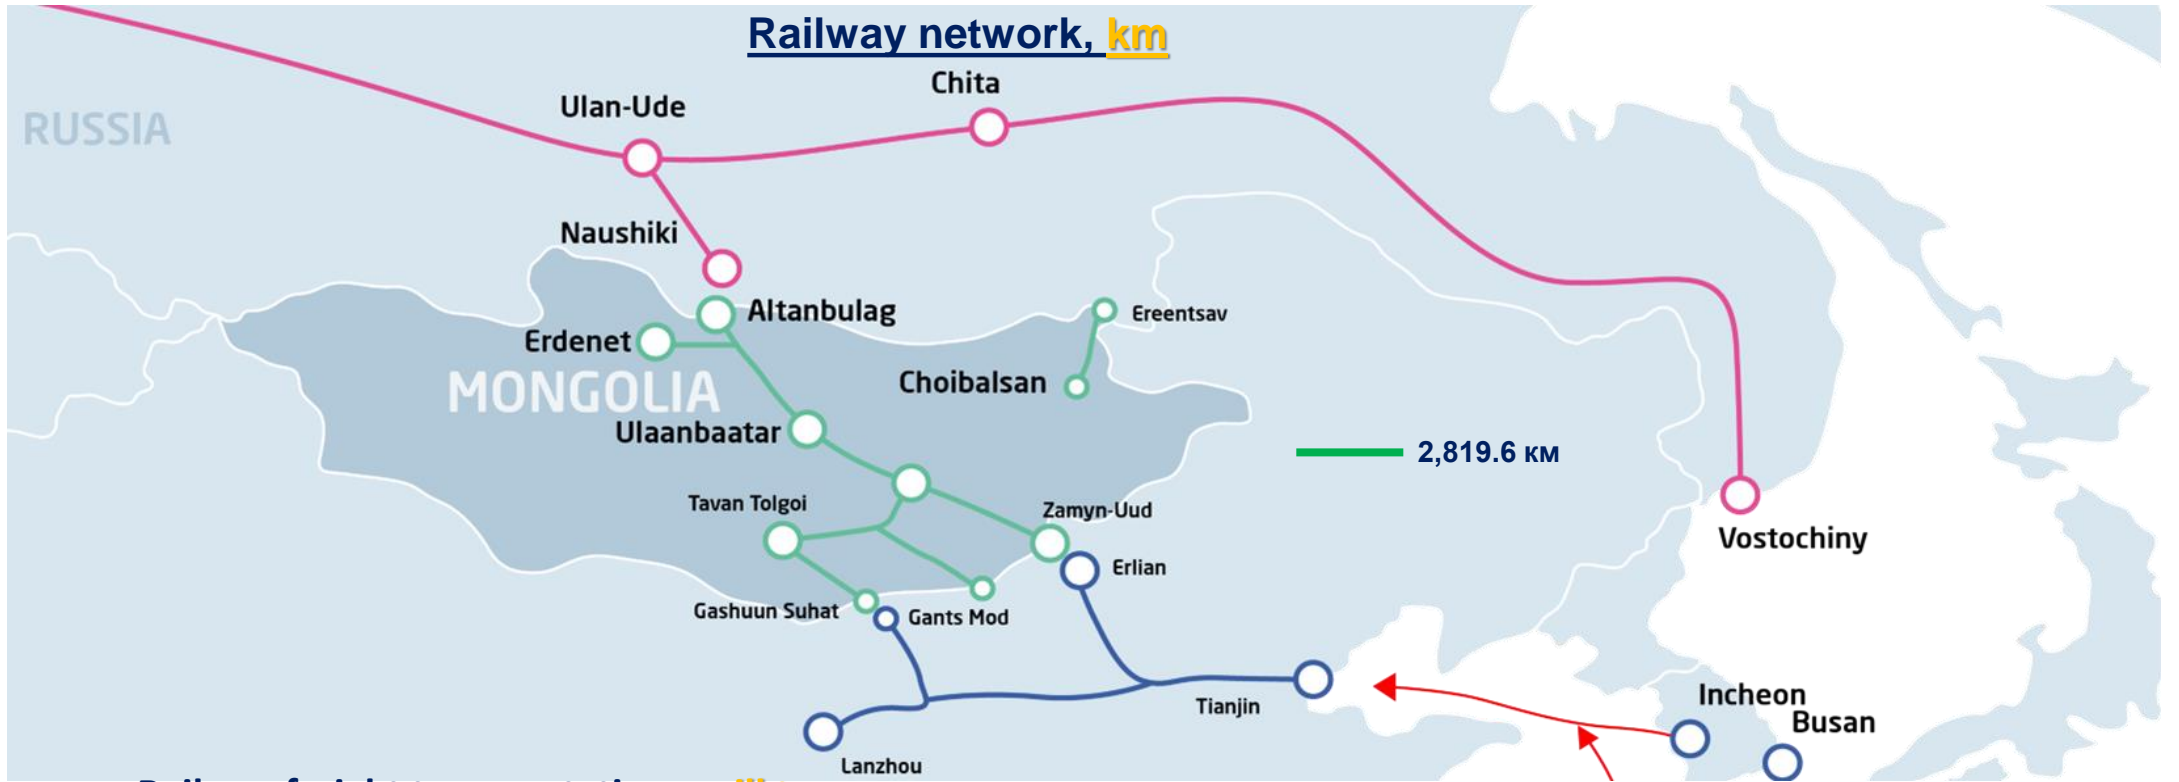 Railway network, km
Chita
Ulan-Ude
RUSSIA
Naushiki
Altanbulag
Ereentsav
Erdenet
MONGOLIA
Choibalsan
Ulaanbaatar
2,819.6 км
Tavan Tolgoi
Zamyn-Uud
Vostochiny
Erlian
Gashuun Suhat
Gants Mod
Incheon
Tianjin
Busan
Lanzhou